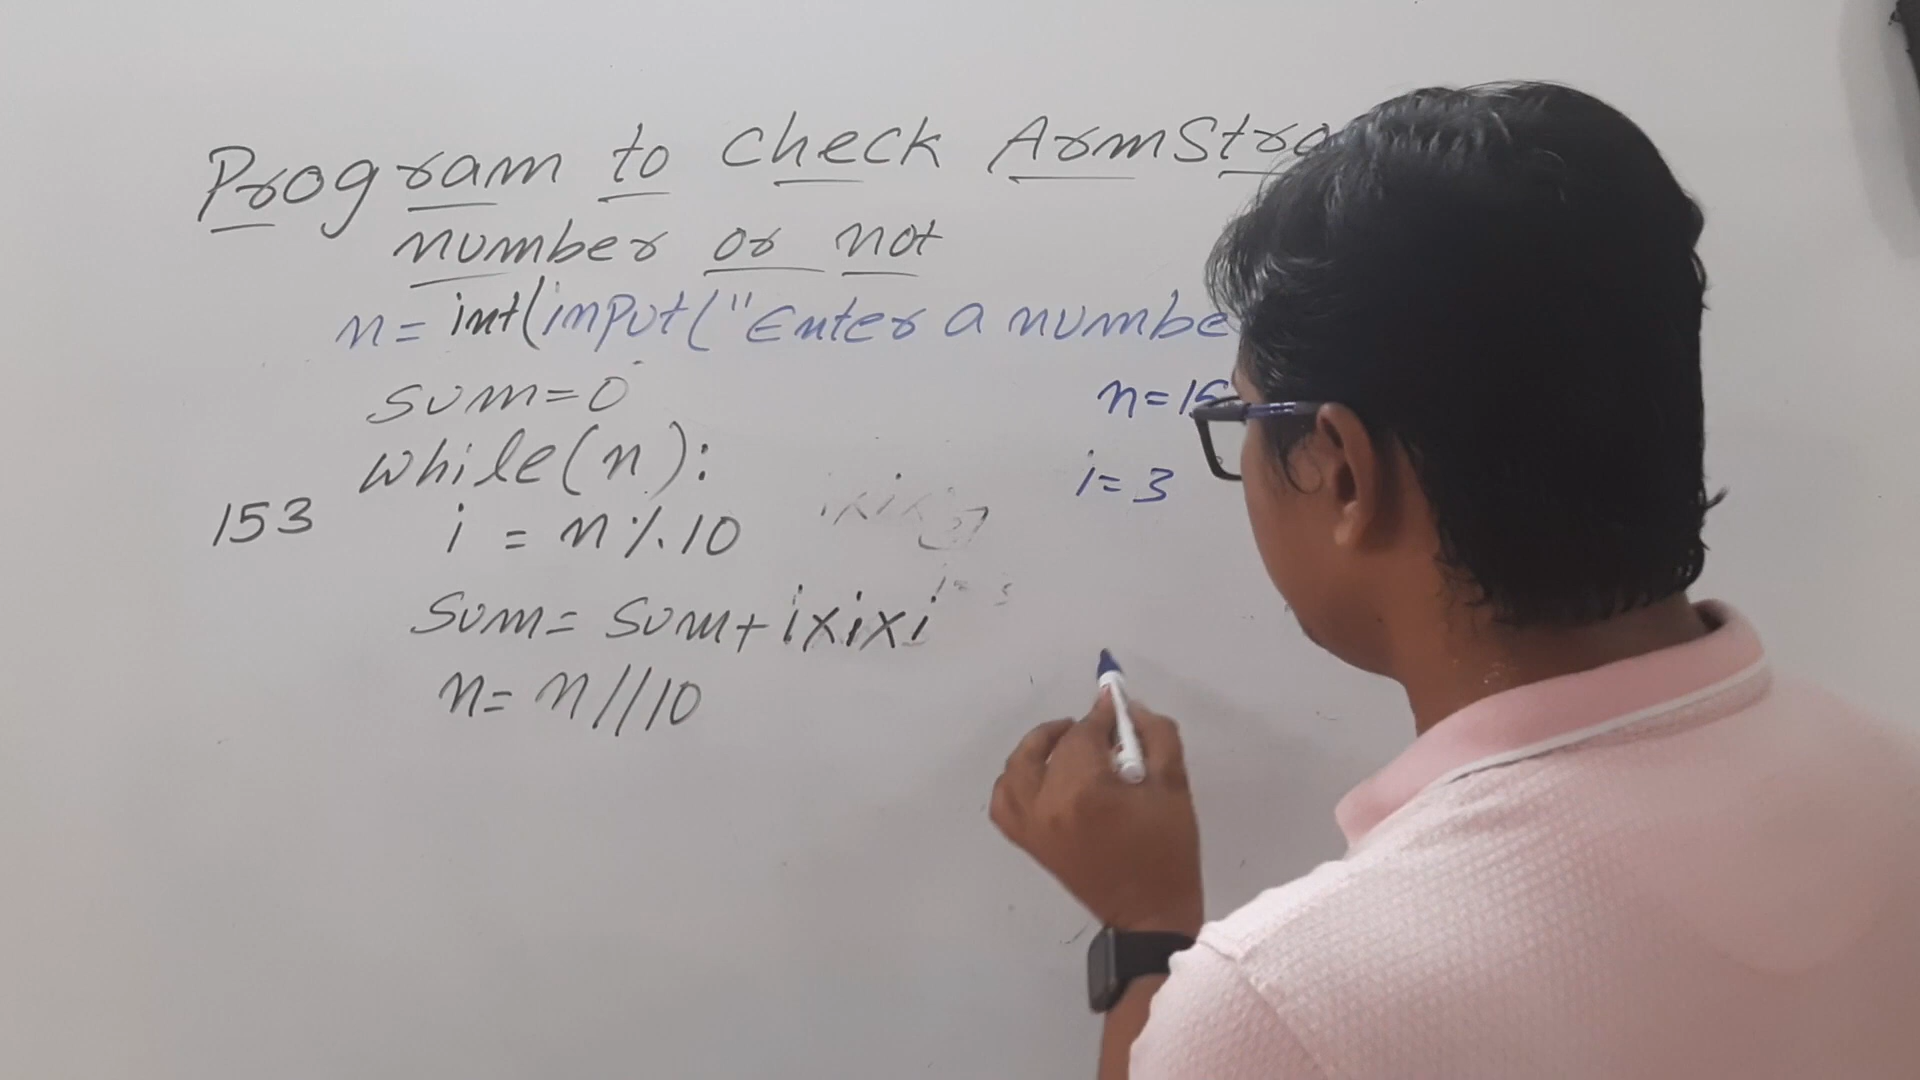 Program to check ArmStro
number or not
n= int(input("Enter a numbe
sum=0
n=15
while(n):
i=3
153
i = n%10
ixix
Sum= Sum+ixixi
n= n//10